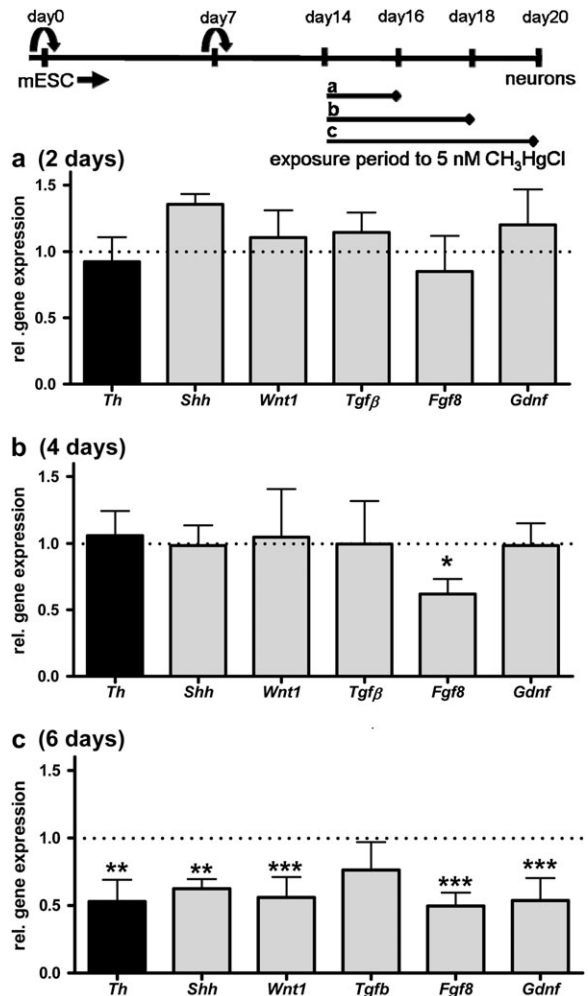 day0 day7 day14 day16 day18 day20
mESC neurons
a
b
c
exposure period to 5 nM CH₃HgCl
a (2 days)
rel .gene expression
1.5
1.0
0.5
0.0
Th Shh Wnt1 Tgfβ Fgf8 Gdnf
b (4 days)
rel. gene expression
1.5
1.0
*
0.5
0.0
Th Shh Wnt1 Tgfβ Fgf8 Gdnf
c (6 days)
rel. gene expression
1.5
1.0
** ** *** *** ***
0.5
0.0
Th Shh Wnt1 Tgfb Fgf8 Gdnf